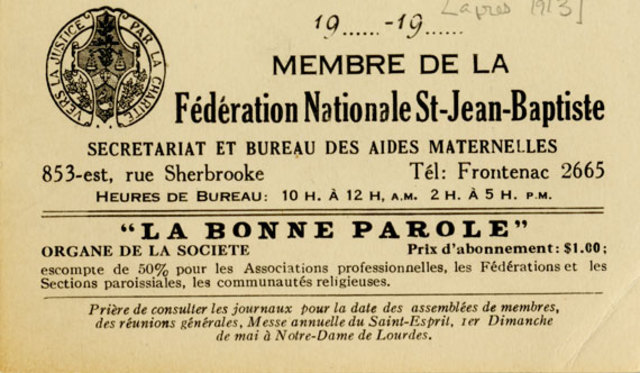 19......-19......
[après 1913]
VERS LA JUSTICE PAR LA CHARITÉ
MEMBRE DE LA
Fédération Nationale St-Jean-Baptiste
SECRETARIAT ET BUREAU DES AIDES MATERNELLES
853-est, rue Sherbrooke Tél: Frontenac 2665
HEURES DE BUREAU: 10 H. À 12 H, A.M. 2 H. À 5 H. P.M.
"LA BONNE PAROLE"
ORGANE DE LA SOCIETE Prix d'abonnement: $1.00;
escompte de 50% pour les Associations professionnelles, les Fédérations et les
Sections paroissiales, les communautés religieuses.
Prière de consulter les journaux pour la date des assemblées de membres,
des réunions générales, Messe annuelle du Saint-Esprit, 1er Dimanche
de mai à Notre-Dame de Lourdes.